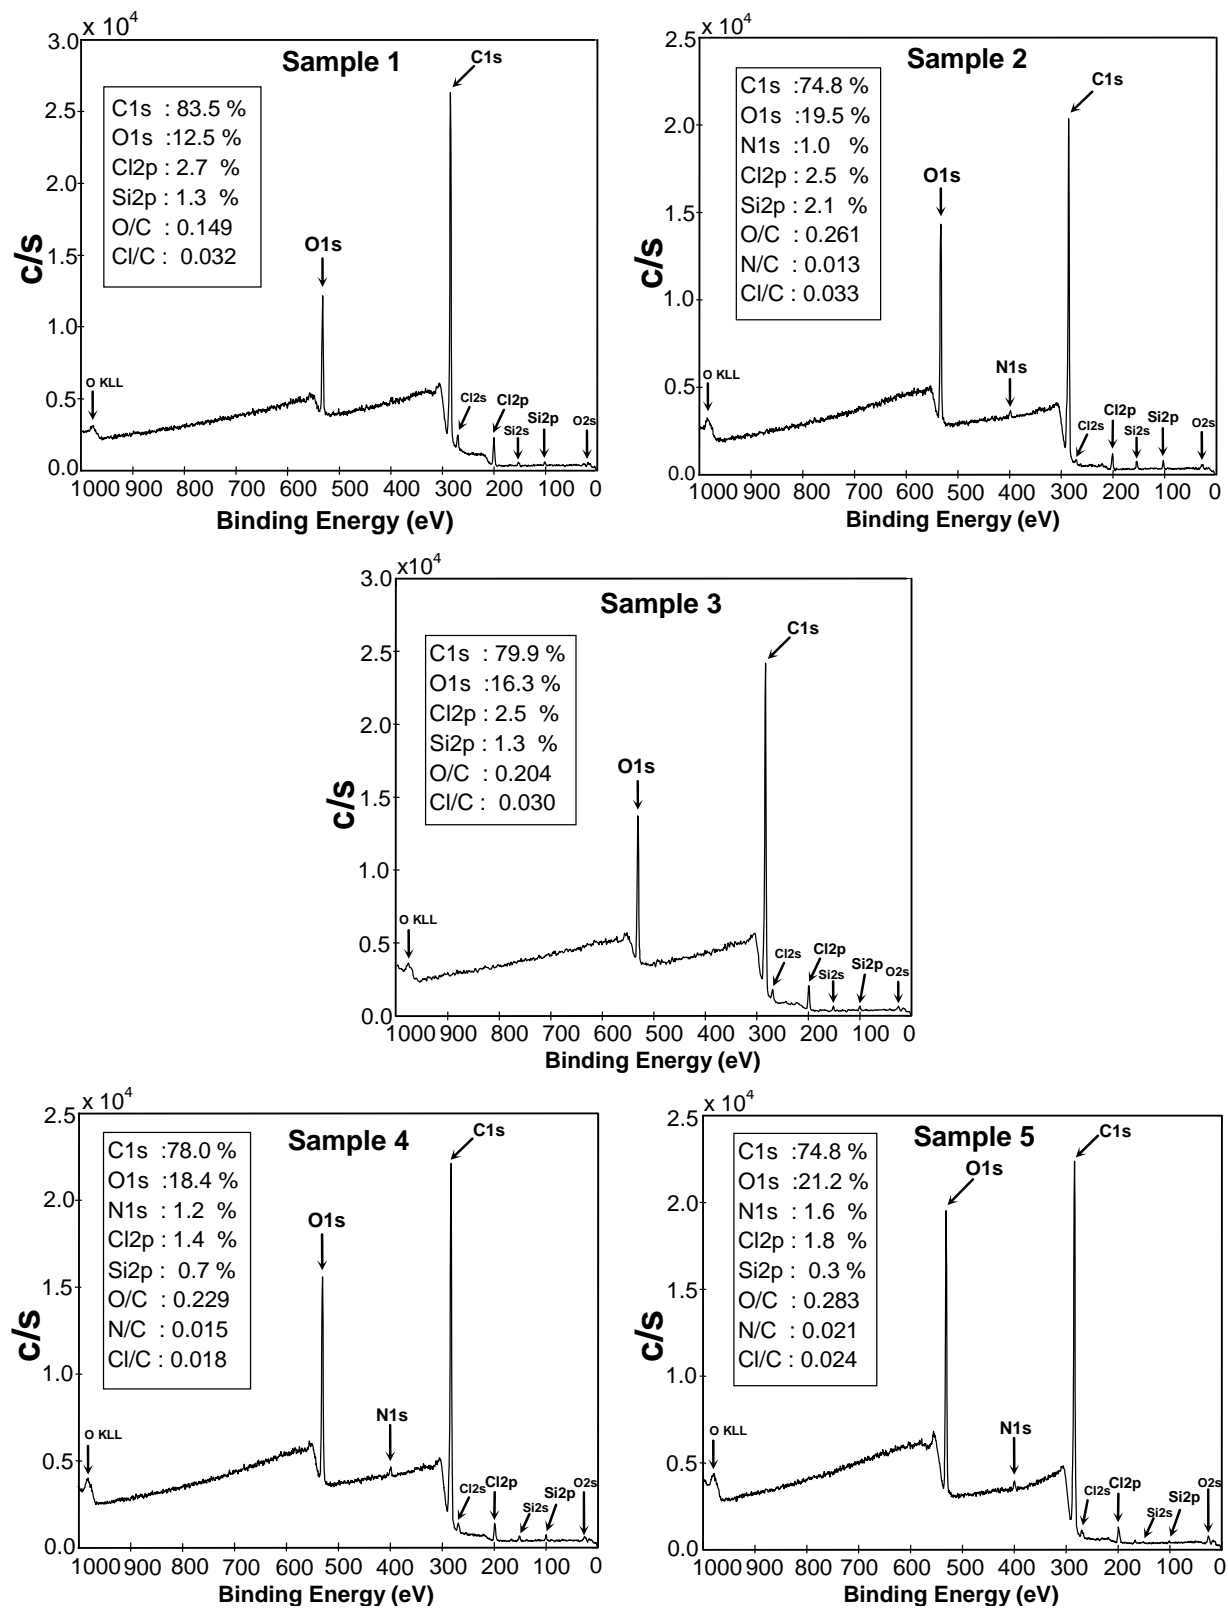 x 10⁴
Sample 1
C1s
C1s : 83.5 %
O1s : 12.5 %
Cl2p : 2.7 %
Si2p : 1.3 %
O/C : 0.149
Cl/C : 0.032
O1s
O KLL
Cl2s
Cl2p
Si2s
Si2p
O2s
3.0
2.5
2.0
1.5
1.0
0.5
0.0
c/s
1000 900 800 700 600 500 400 300 200 100 0
Binding Energy (eV)
x 10⁴
Sample 2
C1s
C1s :74.8 %
O1s :19.5 %
N1s :1.0 %
Cl2p : 2.5 %
Si2p : 2.1 %
O/C : 0.261
N/C : 0.013
Cl/C : 0.033
O1s
N1s
O KLL
Cl2s
Cl2p
Si2s
Si2p
O2s
2.5
2.0
1.5
1.0
0.5
0.0
c/s
1000 900 800 700 600 500 400 300 200 100 0
Binding Energy (eV)
x10⁴
Sample 3
C1s
C1s : 79.9 %
O1s :16.3 %
Cl2p : 2.5 %
Si2p : 1.3 %
O/C : 0.204
Cl/C : 0.030
O1s
O KLL
Cl2s
Cl2p
Si2s
Si2p
O2s
3.0
2.5
2.0
1.5
1.0
0.5
0.0
c/s
1000 900 800 700 600 500 400 300 200 100 0
Binding Energy (eV)
x 10⁴
Sample 4
C1s
C1s :78.0 %
O1s :18.4 %
N1s : 1.2 %
Cl2p : 1.4 %
Si2p : 0.7 %
O/C : 0.229
N/C : 0.015
Cl/C : 0.018
O1s
N1s
O KLL
Cl2s
Cl2p
Si2s
Si2p
O2s
2.5
2.0
1.5
1.0
0.5
0.0
c/s
1000 900 800 700 600 500 400 300 200 100 0
Binding Energy (eV)
x 10⁴
Sample 5
C1s
C1s :74.8 %
O1s :21.2 %
N1s : 1.6 %
Cl2p : 1.8 %
Si2p : 0.3 %
O/C : 0.283
N/C : 0.021
Cl/C : 0.024
O1s
N1s
O KLL
Cl2s
Cl2p
Si2s
Si2p
O2s
2.5
2.0
1.5
1.0
0.5
0.0
c/s
1000 900 800 700 600 500 400 300 200 100 0
Binding Energy (eV)